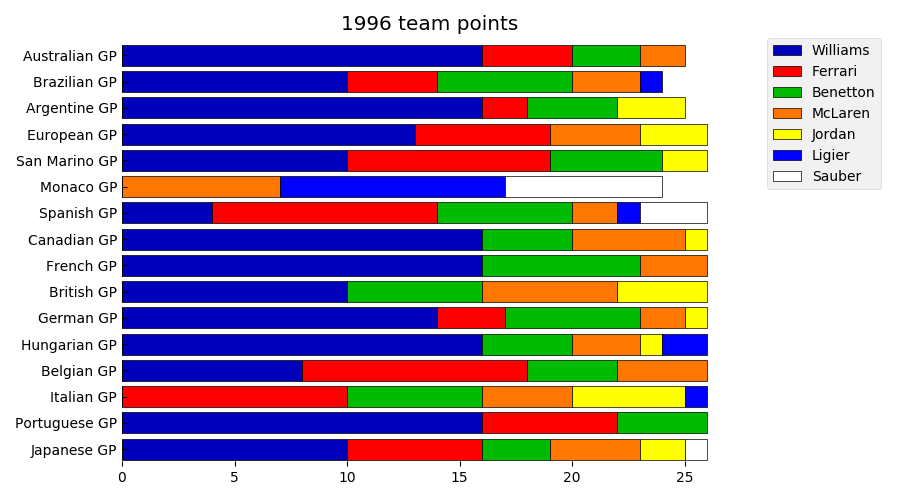 1996 team points
Australian GP
Brazilian GP
Argentine GP
European GP
San Marino GP
Monaco GP
Spanish GP
Canadian GP
French GP
British GP
German GP
Hungarian GP
Belgian GP
Italian GP
Portuguese GP
Japanese GP
0 5 10 15 20 25
Williams
Ferrari
Benetton
McLaren
Jordan
Ligier
Sauber